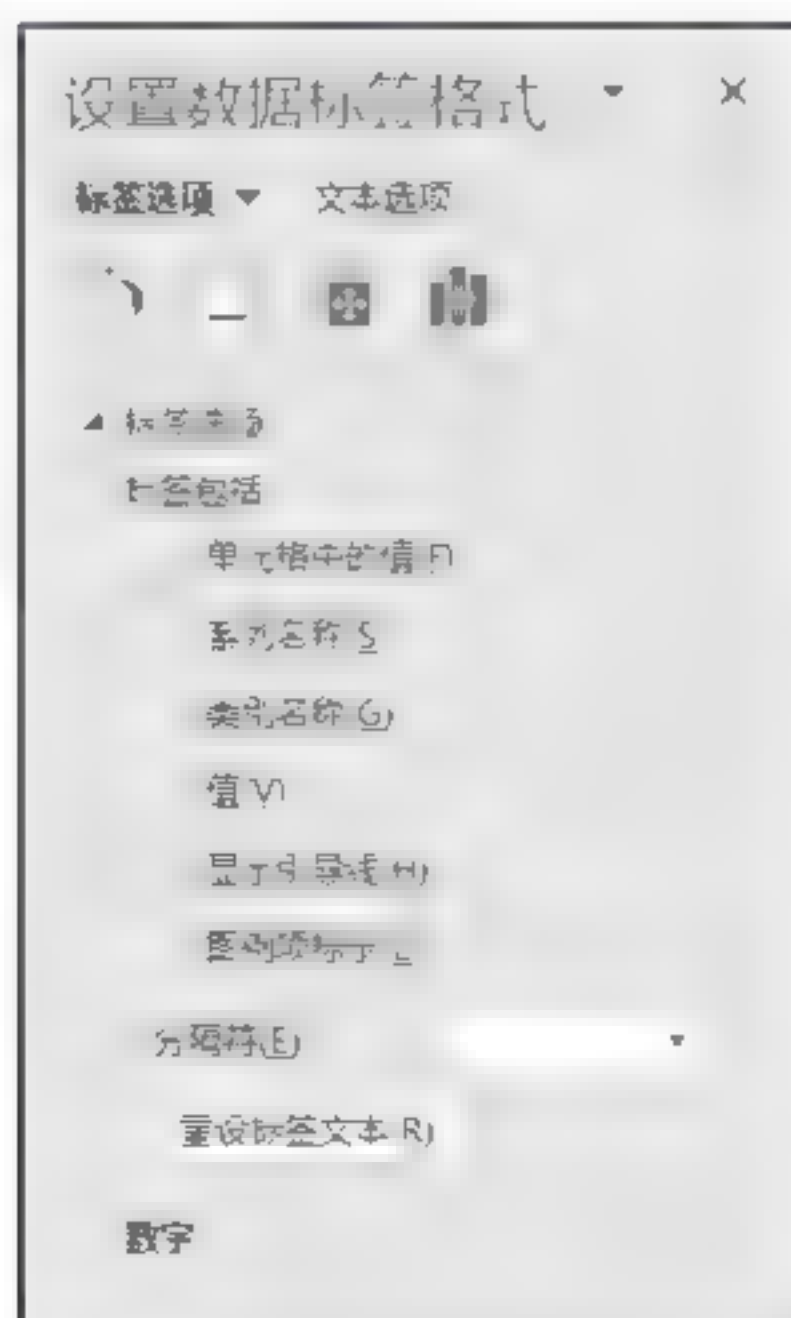 设置数据标签格式
标签选项 文本选项
标签选项
标签包括
单元格中的值(F)
系列名称(S)
类别名称(G)
值(V)
显示引导线(H)
图例项标示(L)
分隔符(E)
重设标签文本(R)
数字